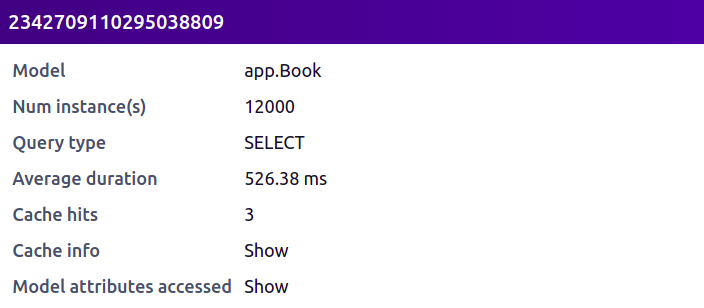 2342709110295038809
Model app.Book
Num instance(s) 12000
Query type SELECT
Average duration 526.38 ms
Cache hits 3
Cache info Show
Model attributes accessed Show